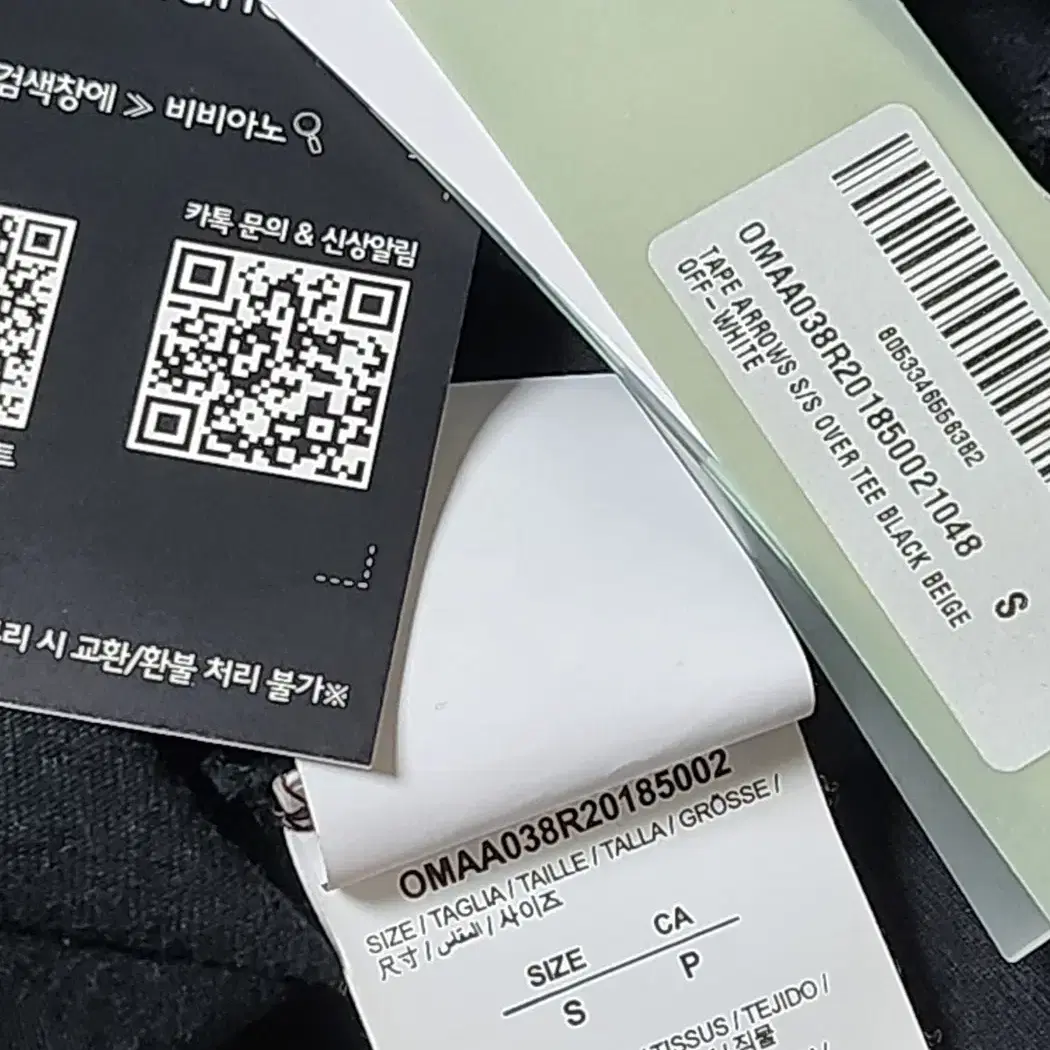 검색창에 ≫ 비비아노
카톡 문의 & 신상알림
시 교환/환불 처리 불가※
8053346556382
OMAA038R201850021048 S
TAPE ARROWS S/S OVER TEE BLACK BEIGE
OFF-WHITE
OMAA038R20185002
SIZE / TAGLIA / TAILLE / TALLA / GRÖSSE /
尺寸 / المقاس / 사이즈
SIZE CA
S P
TISSUS / TEJIDO /
직물